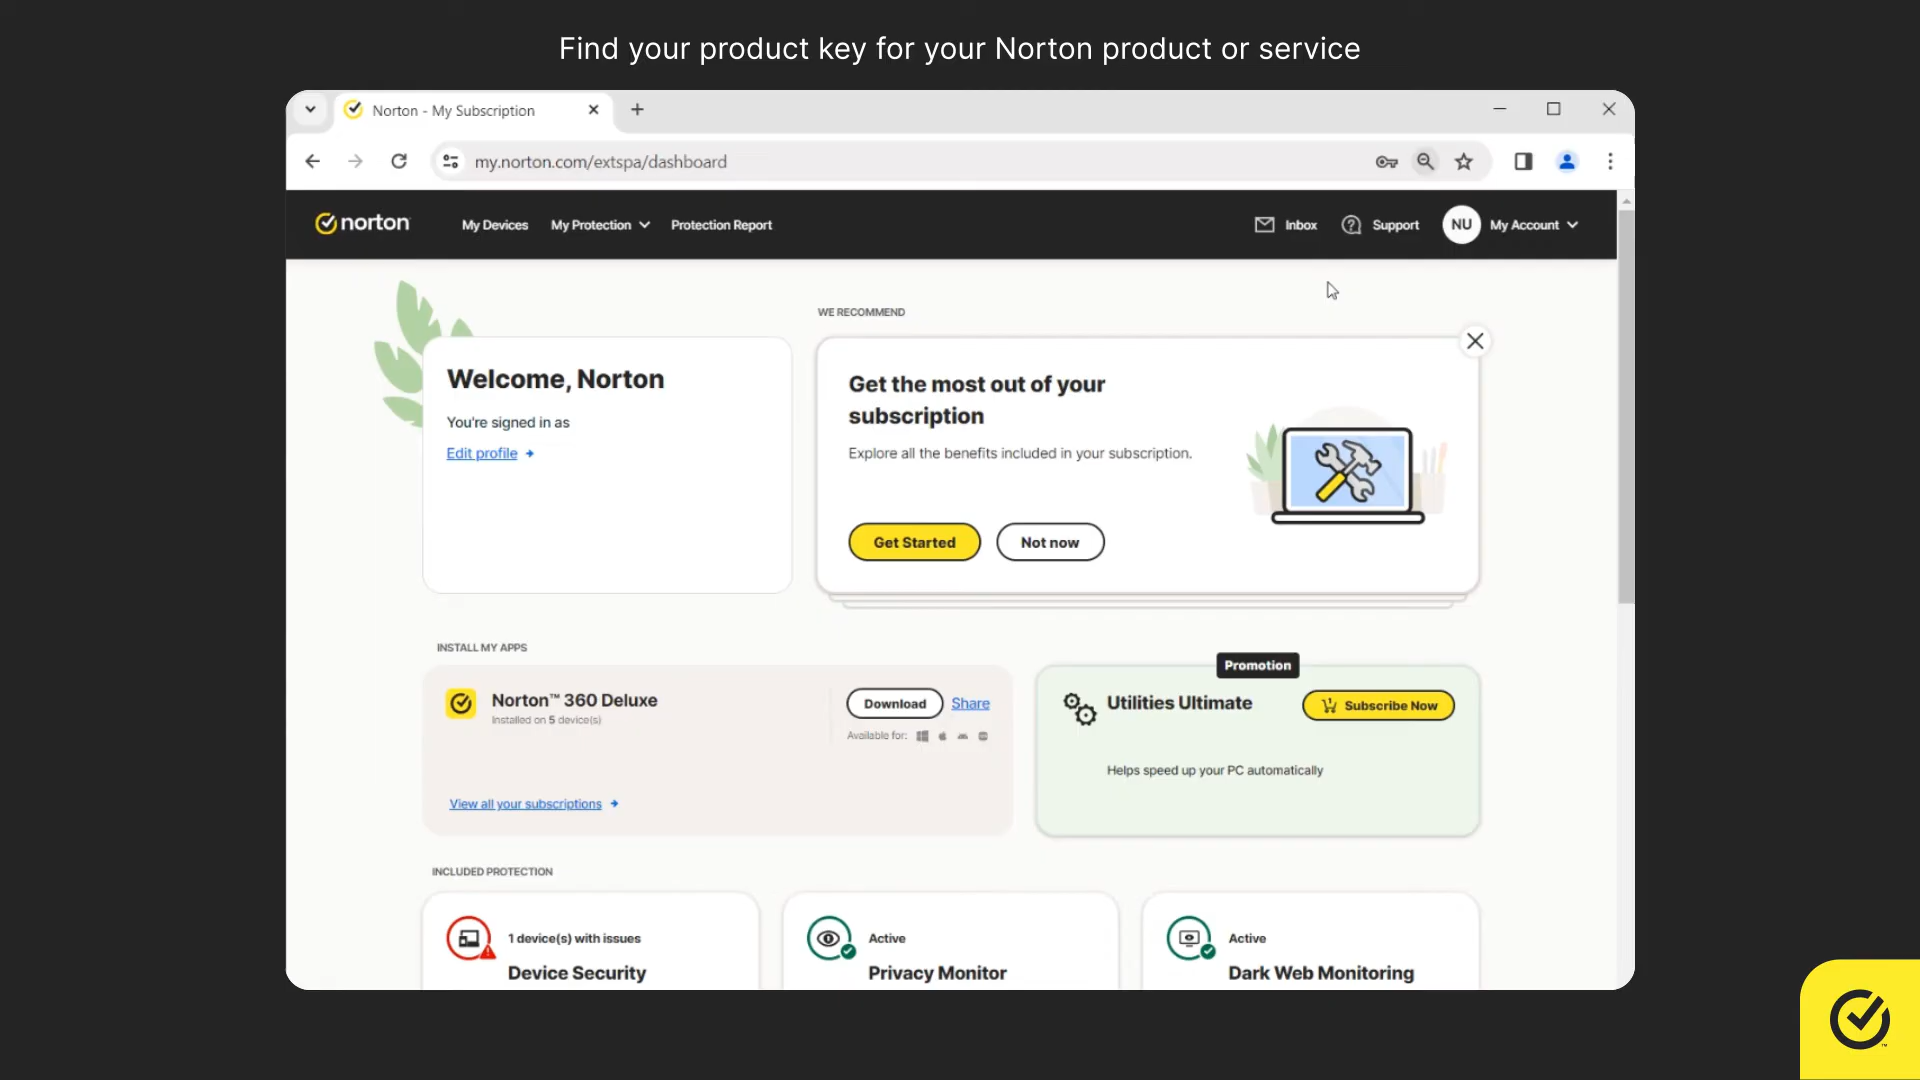 Find your product key for your Norton product or service
Norton - My Subscription
my.norton.com/extspa/dashboard
norton
My Devices
My Protection
Protection Report
Inbox
Support
NU
My Account
WE RECOMMEND
Welcome, Norton
You're signed in as
Edit profile
Get the most out of your
subscription
Explore all the benefits included in your subscription.
Get Started
Not now
INSTALL MY APPS
Norton™ 360 Deluxe
Installed on 5 device(s)
Download
Share
Available for:
View all your subscriptions
Promotion
Utilities Ultimate
Subscribe Now
Helps speed up your PC automatically
INCLUDED PROTECTION
1 device(s) with issues
Device Security
Active
Privacy Monitor
Active
Dark Web Monitoring